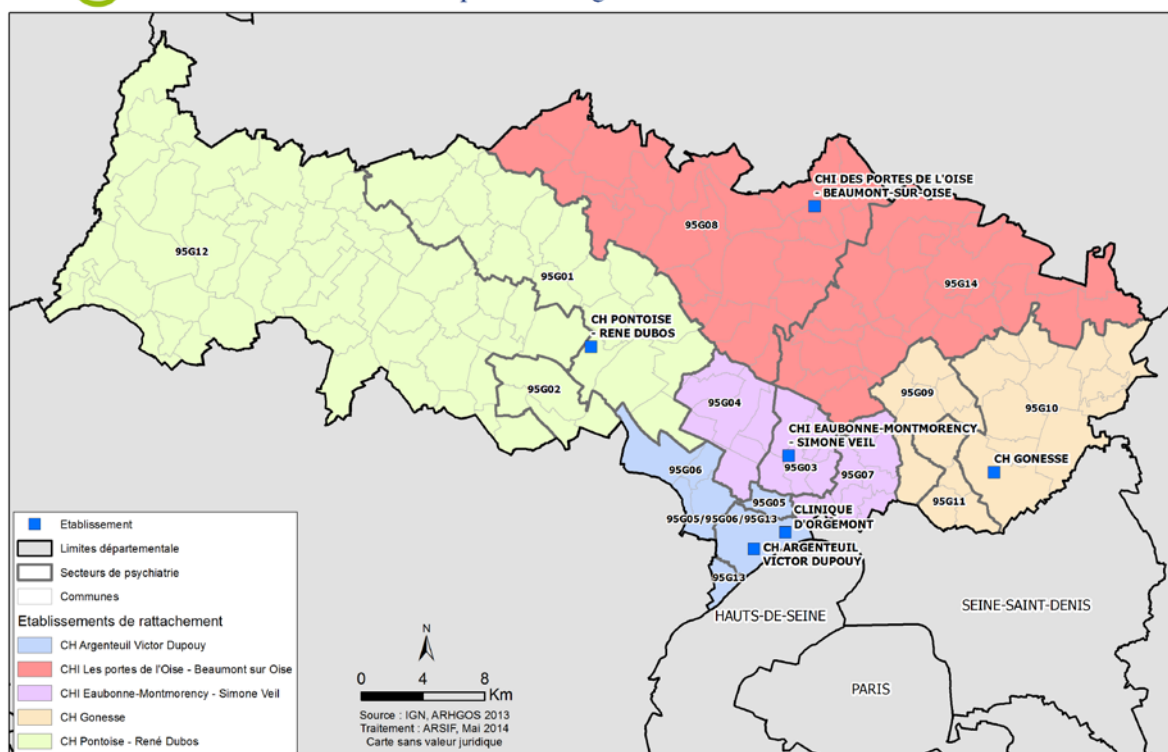 CHI DES PORTES DE L'OISE
- BEAUMONT-SUR-OISE
95G08
95G12
95G01
95G14
CH PONTOISE
- RENE DUBOS
95G02
95G04
95G09
95G10
CHI EAUBONNE-MONTMORENCY
- SIMONE VEIL
CH GONESSE
95G03
95G06
95G07
95G05
95G11
CLINIQUE
D'ORGEMONT
95G05/95G06/95G13
CH ARGENTEUIL
VICTOR DUPOUY
95G13
HAUTS-DE-SEINE
SEINE-SAINT-DENIS
PARIS
Etablissement
Limites départementale
Secteurs de psychiatrie
Communes
Etablissements de rattachement
CH Argenteuil Victor Dupouy
CHI Les portes de l'Oise - Beaumont sur Oise
CHI Eaubonne-Montmorency - Simone Veil
CH Gonesse
CH Pontoise - René Dubos
N
0 4 8
Km
Source : IGN, ARHGOS 2013
Traitement : ARSIF, Mai 2014
Carte sans valeur juridique